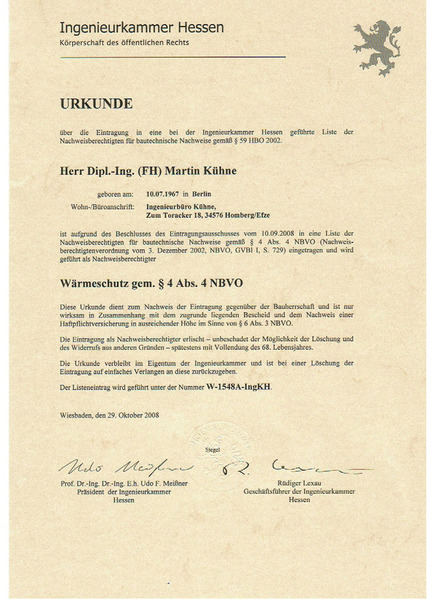 Ingenieurkammer Hessen
Körperschaft des öffentlichen Rechts
URKUNDE
über die Eintragung in eine bei der Ingenieurkammer Hessen geführte Liste der
Nachweisberechtigten für bautechnische Nachweise gemäß § 59 HBO 2002.
Herr Dipl.-Ing. (FH) Martin Kühne
geboren am: 10.07.1967 in Berlin
Wohn-/Büroanschrift: Ingenieurbüro Kühne,
Zum Toracker 18, 34576 Homberg/Efze
ist aufgrund des Beschlusses des Eintragungsausschusses vom 10.09.2008 in eine Liste der
Nachweisberechtigten für bautechnische Nachweise gemäß § 4 Abs. 4 NBVO (Nachweis-
berechtigtenverordnung vom 3. Dezember 2002, NBVO, GVBl I, S. 729) eingetragen und wird
geführt als Nachweisberechtigter
Wärmeschutz gem. § 4 Abs. 4 NBVO
Diese Urkunde dient zum Nachweis der Eintragung gegenüber der Bauherrschaft und ist nur
wirksam in Zusammenhang mit dem zugrunde liegenden Bescheid und dem Nachweis einer
Haftpflichtversicherung in ausreichender Höhe im Sinne von § 6 Abs. 3 NBVO.
Die Eintragung als Nachweisberechtigter erlischt – unbeschadet der Möglichkeit der Löschung und
des Widerrufs aus anderen Gründen – spätestens mit Vollendung des 68. Lebensjahres.
Die Urkunde verbleibt im Eigentum der Ingenieurkammer und ist bei einer Löschung der
Eintragung auf einfaches Verlangen an diese zurückzugeben.
Der Listeneintrag wird geführt unter der Nummer W-1548A-IngKH.
Wiesbaden, den 29. Oktober 2008
Siegel
Udo Meißner
R. Lexau
Prof. Dr.-Ing. Dr.-Ing. E.h. Udo F. Meißner
Präsident der Ingenieurkammer
Hessen
Rüdiger Lexau
Geschäftsführer der Ingenieurkammer
Hessen